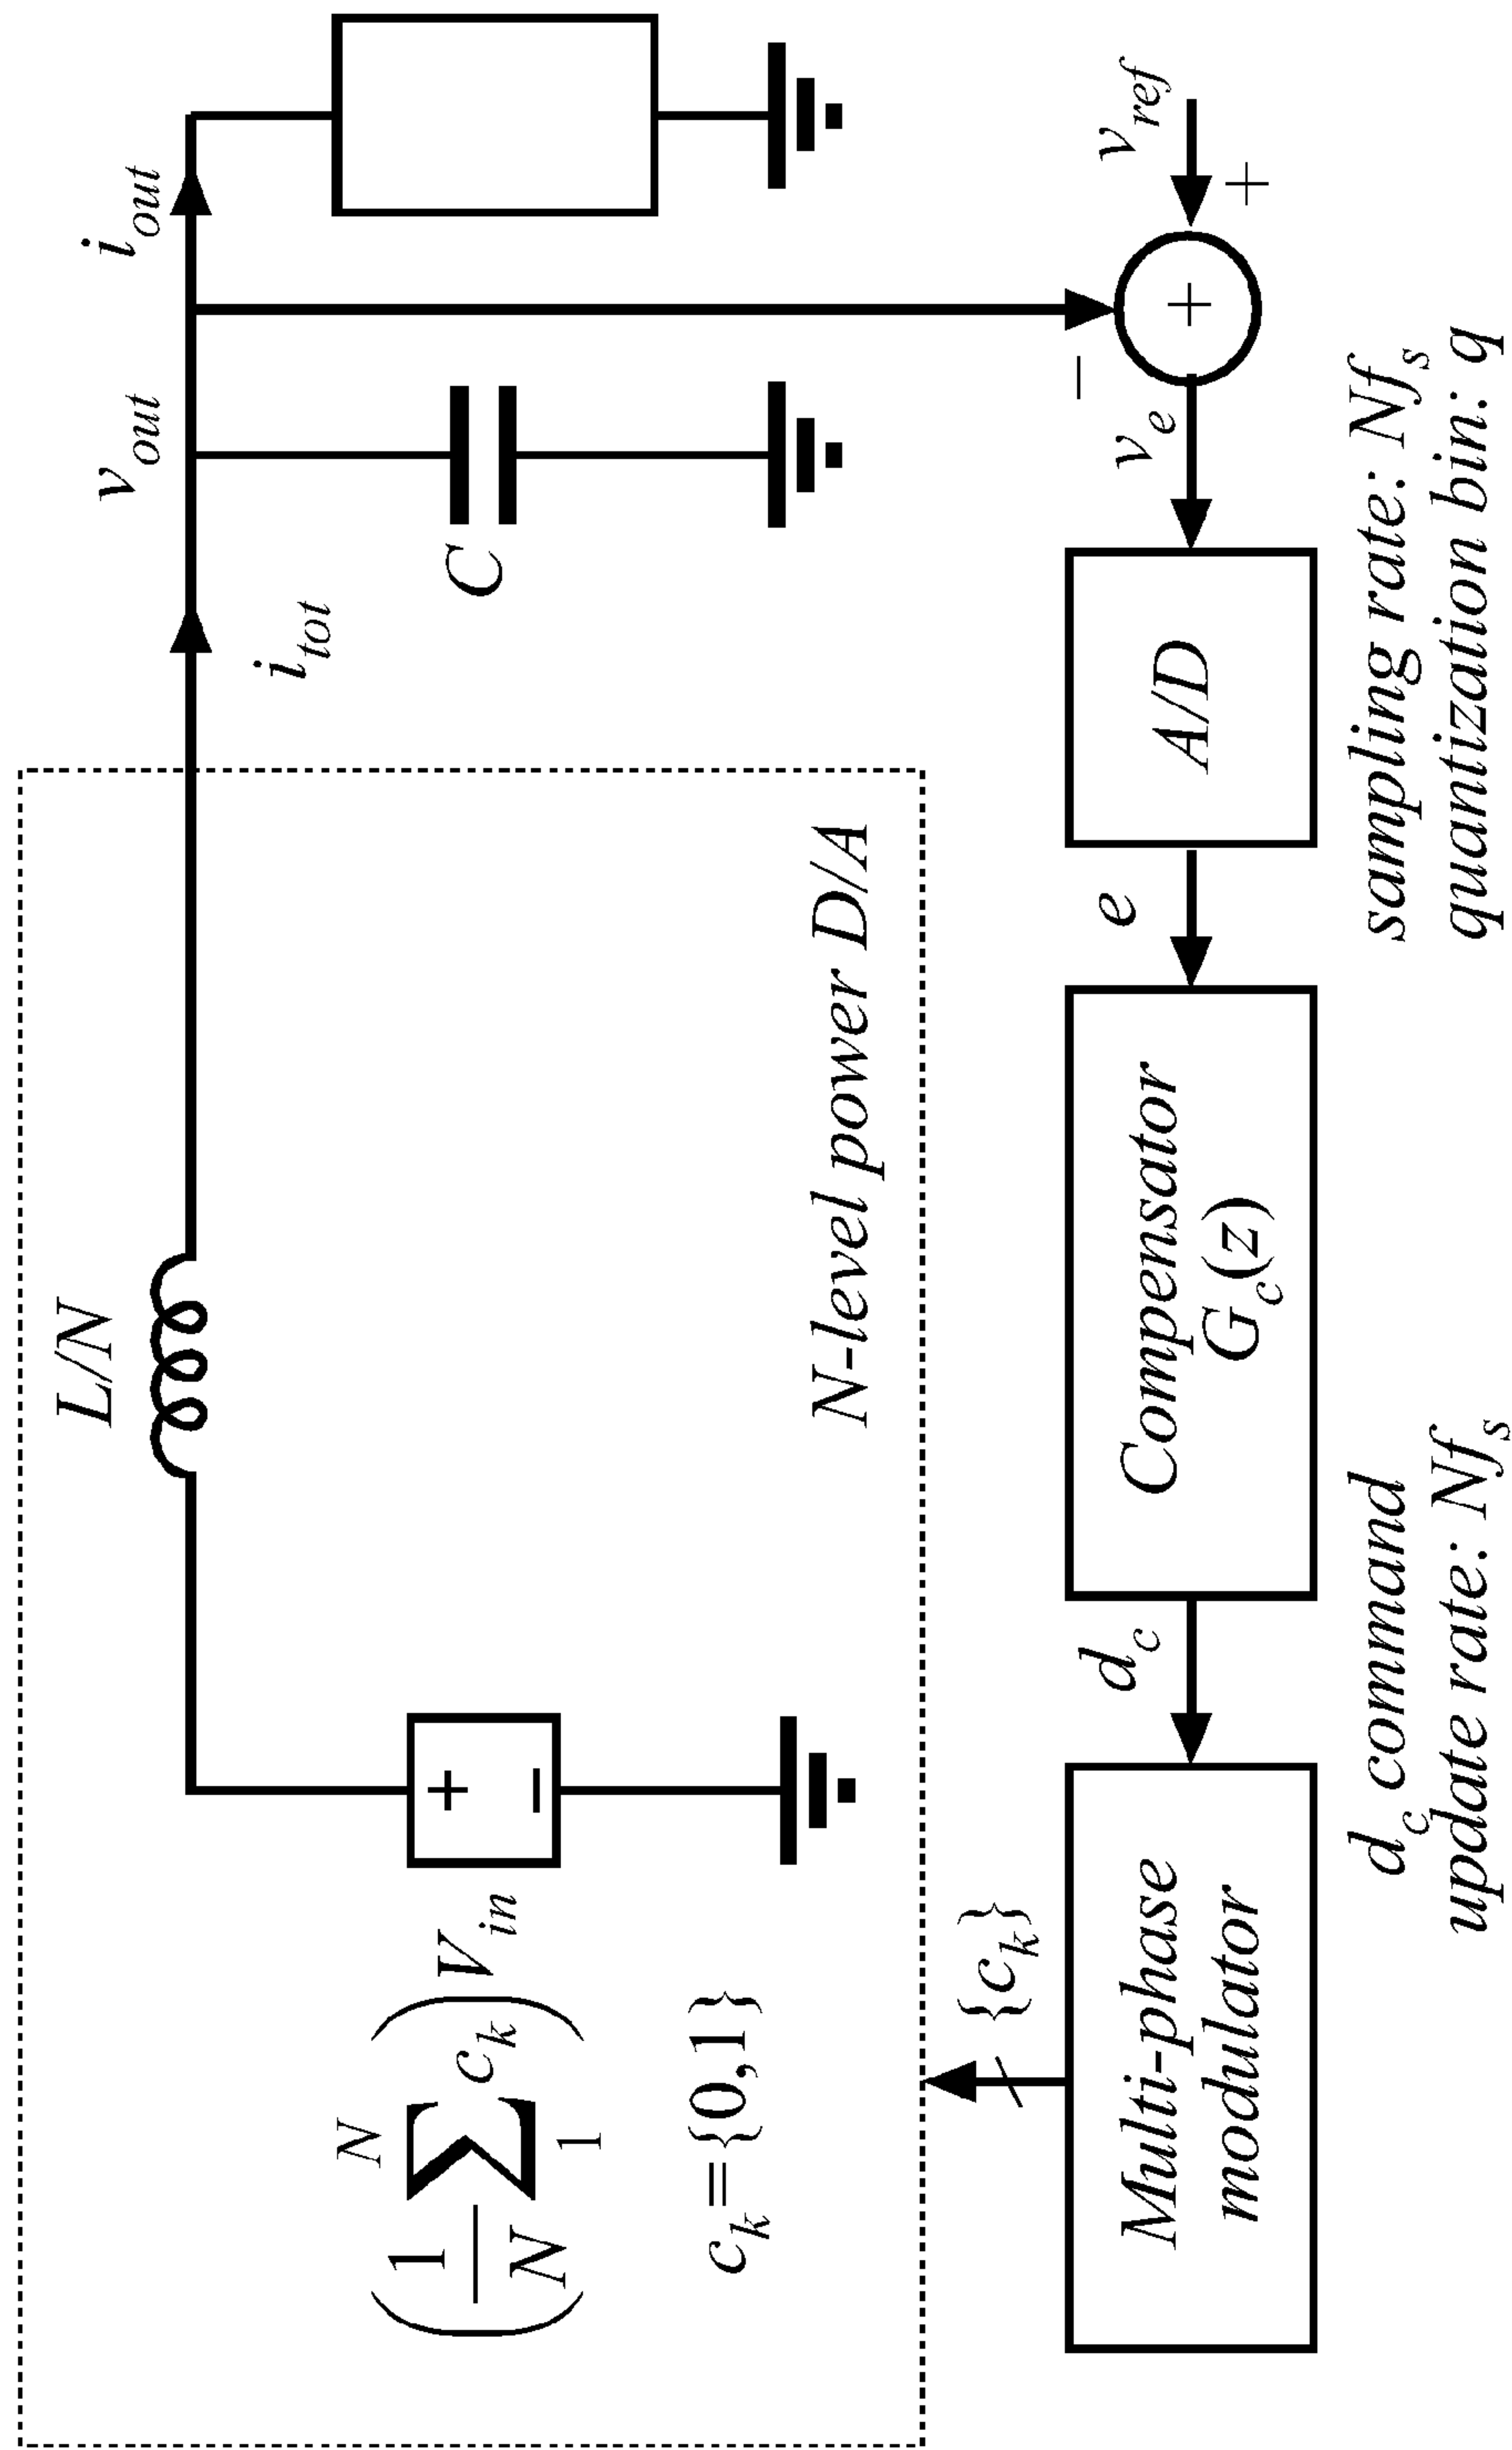 L/N
i_tot
v_out
i_out
C
(1/N ∑_1^N c_k) V_in
+
−
c_k={0,1}
N-level power D/A
{c_k}
Multi-phase
modulator
d_c
Compensator
G_c(z)
e
A/D
v_e
−
+
v_ref
+
d_c command
update rate: Nf_s
sampling rate: Nf_s
quantization bin: q